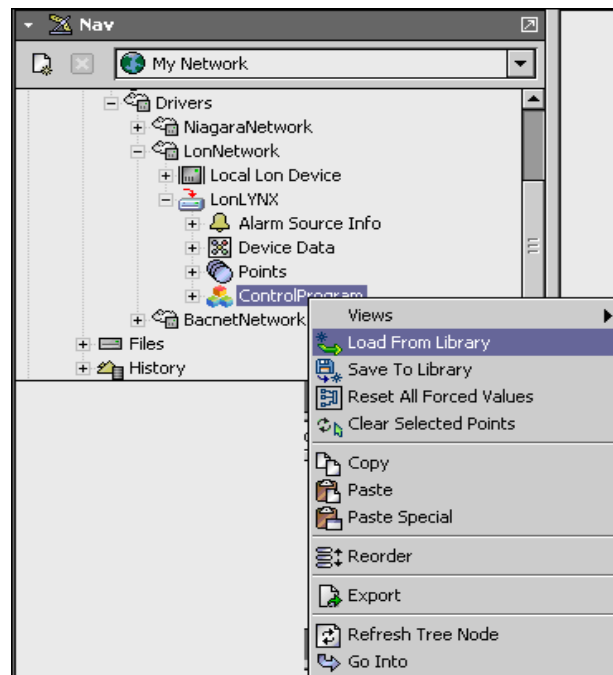 Nav
My Network
Drivers
NiagaraNetwork
LonNetwork
Local Lon Device
LonLYNX
Alarm Source Info
Device Data
Points
ControlProgram
Views
BacnetNetwork
Load From Library
Files
Save To Library
History
Reset All Forced Values
Clear Selected Points
Copy
Paste
Paste Special
Reorder
Export
Refresh Tree Node
Go Into